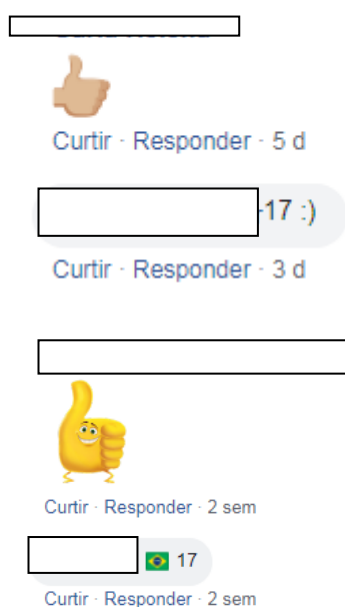 Curtir · Responder · 5 d
17 :)
Curtir · Responder · 3 d
Curtir · Responder · 2 sem
🇧🇷 17
Curtir · Responder · 2 sem